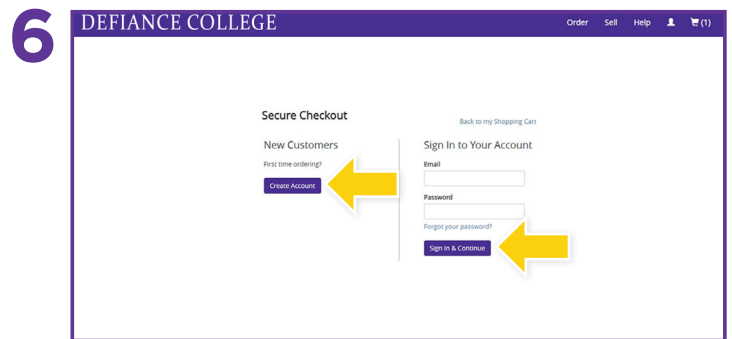 6
DEFIANCE COLLEGE
Order Sell Help (1)
Secure Checkout
Back to my Shopping Cart
New Customers
First time ordering?
Create Account
Sign In to Your Account
Email
Password
Forgot your password?
Sign In & Continue